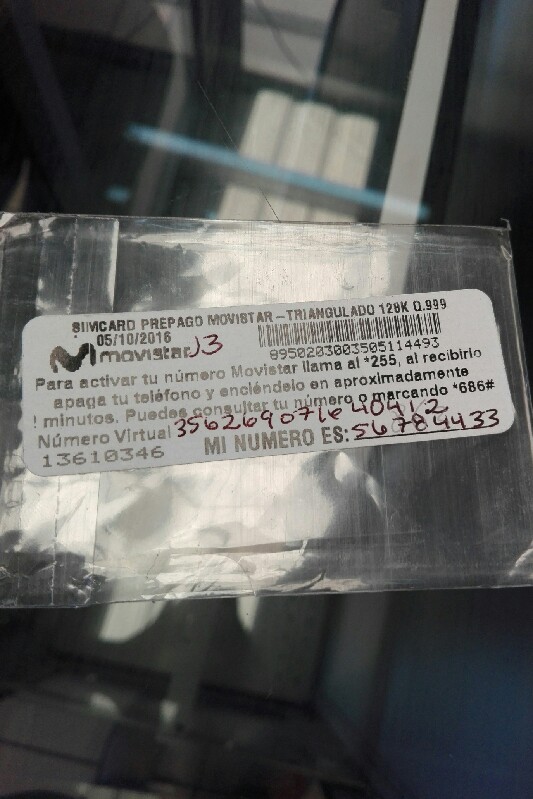 SIMCARD PREPAGO MOVISTAR -TRIANGULADO 128K Q.999
05/10/2016
movistar J3
8950203003505114493
Para activar tu número Movistar llama al *255, al recibirlo
apaga tu teléfono y enciéndelo en aproximadamente
! minutos. Puedes consultar tu número o marcando *686#
Número Virtual 356269071640412
13610346 MI NUMERO ES: 56784433